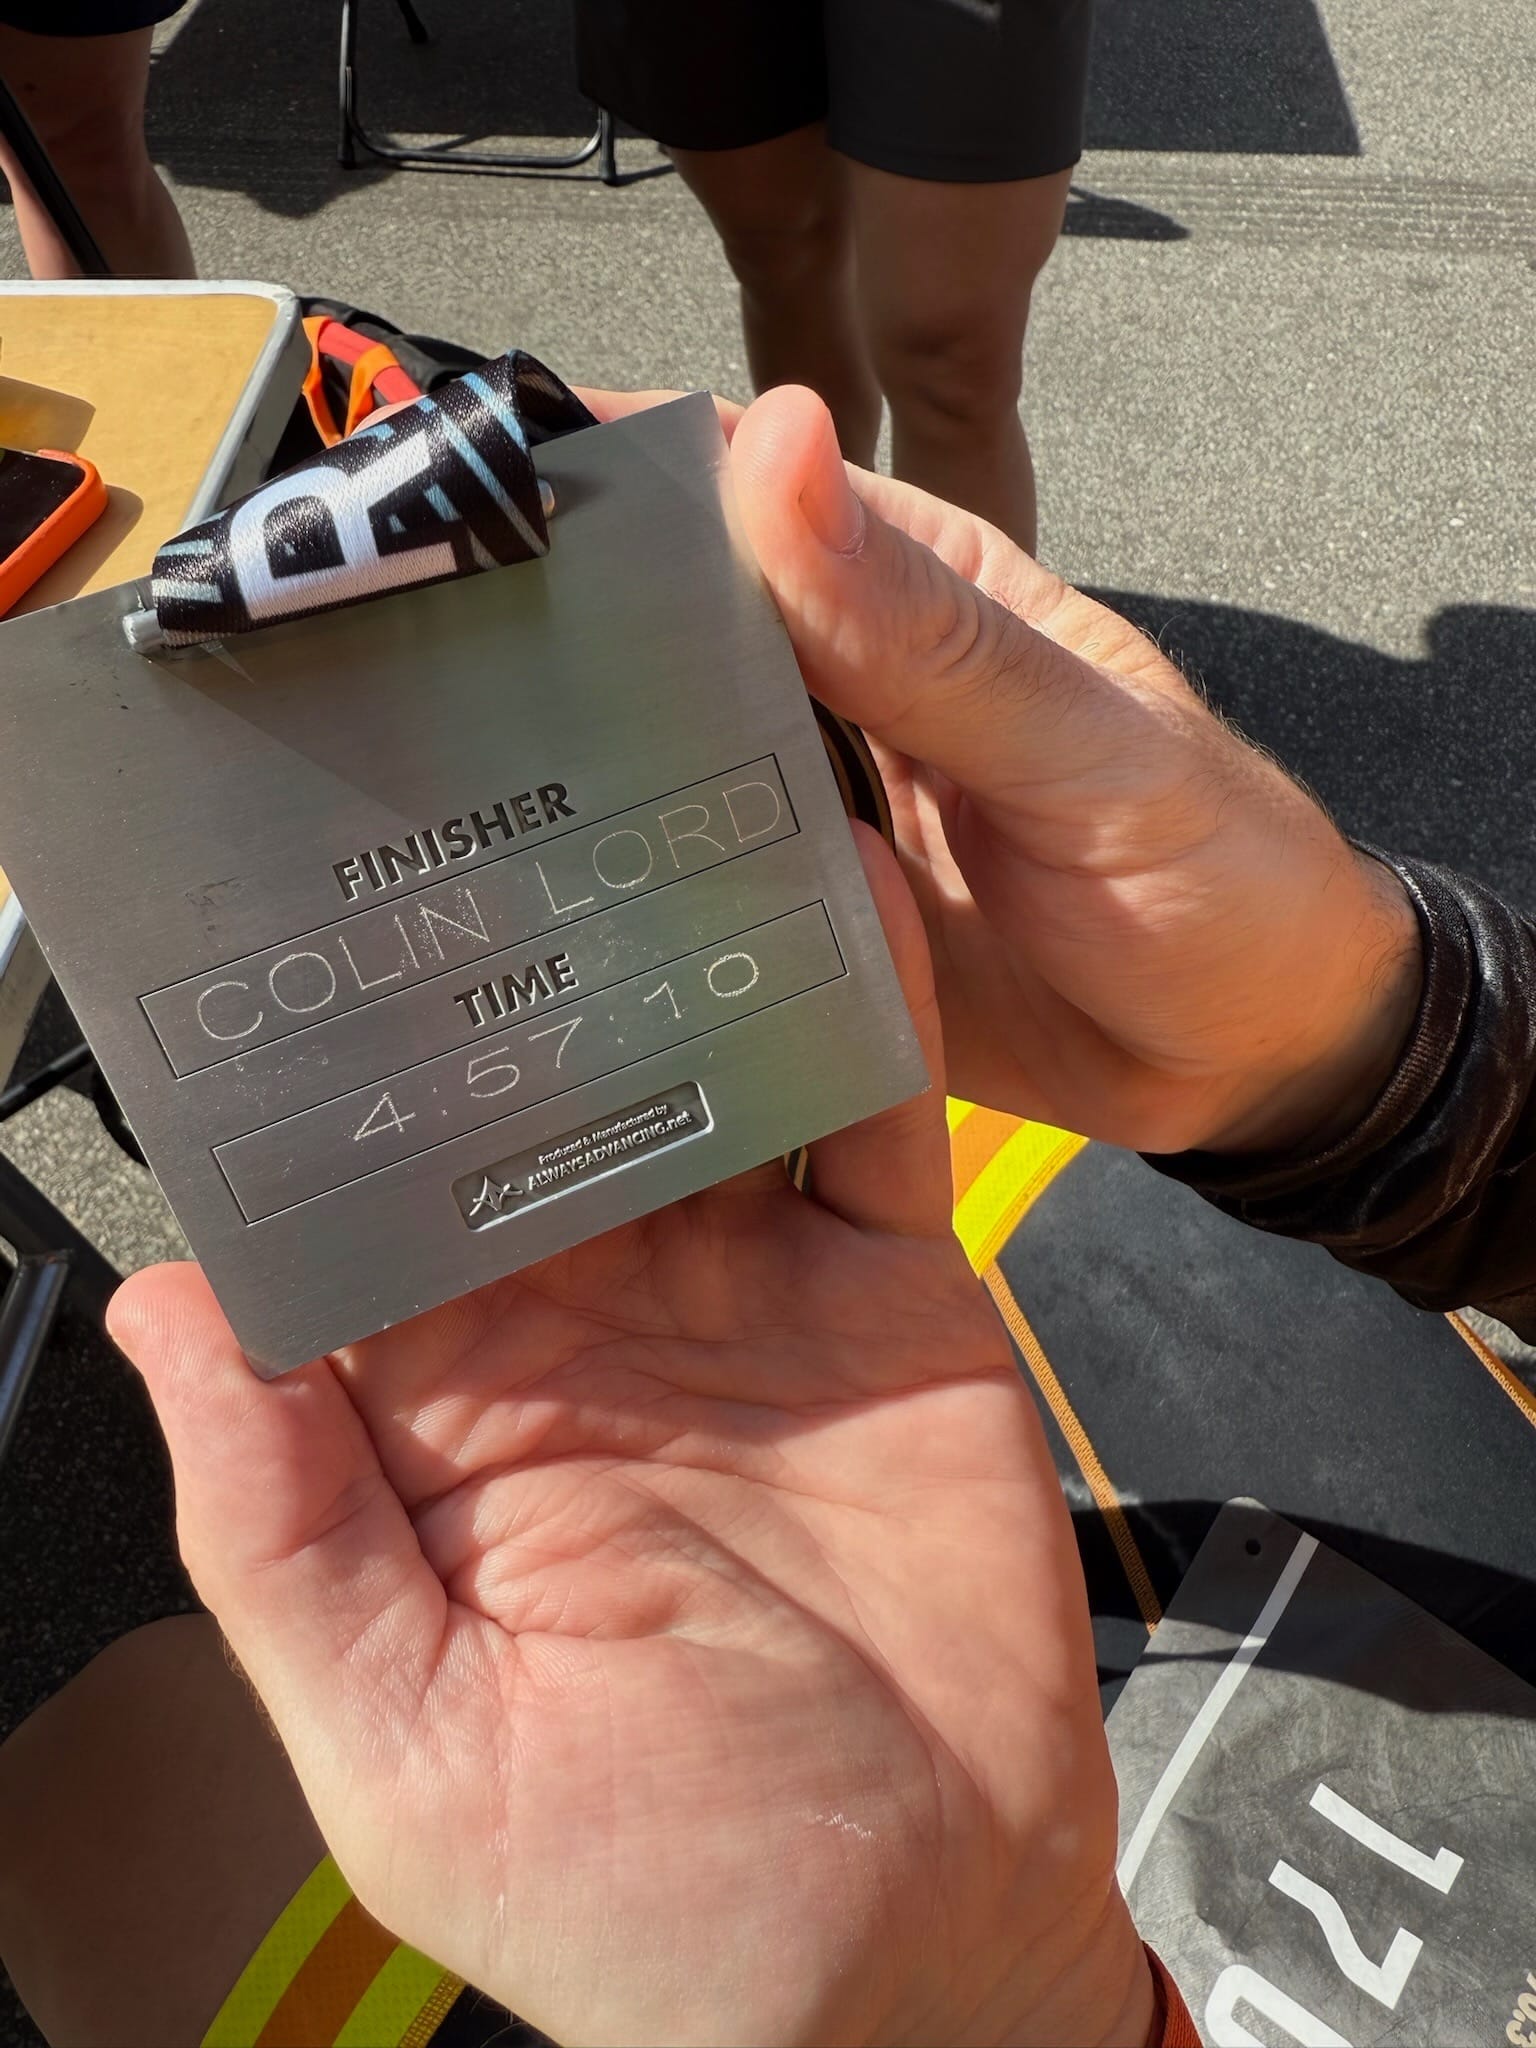 R
FINISHER
COLIN LORD
TIME
4:57:10
Produced & Manufactured by
ALWAYSADVANCING.net